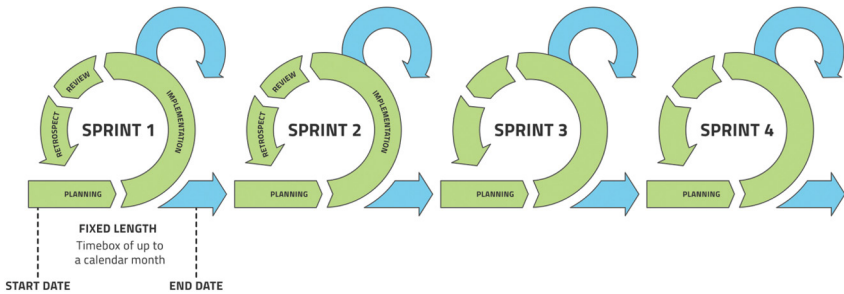 REVIEW
RETROSPECT
IMPLEMENTATION
SPRINT 1
PLANNING
REVIEW
RETROSPECT
IMPLEMENTATION
SPRINT 2
PLANNING
SPRINT 3
PLANNING
SPRINT 4
PLANNING
FIXED LENGTH
Timebox of up to
a calendar month
START DATE
END DATE